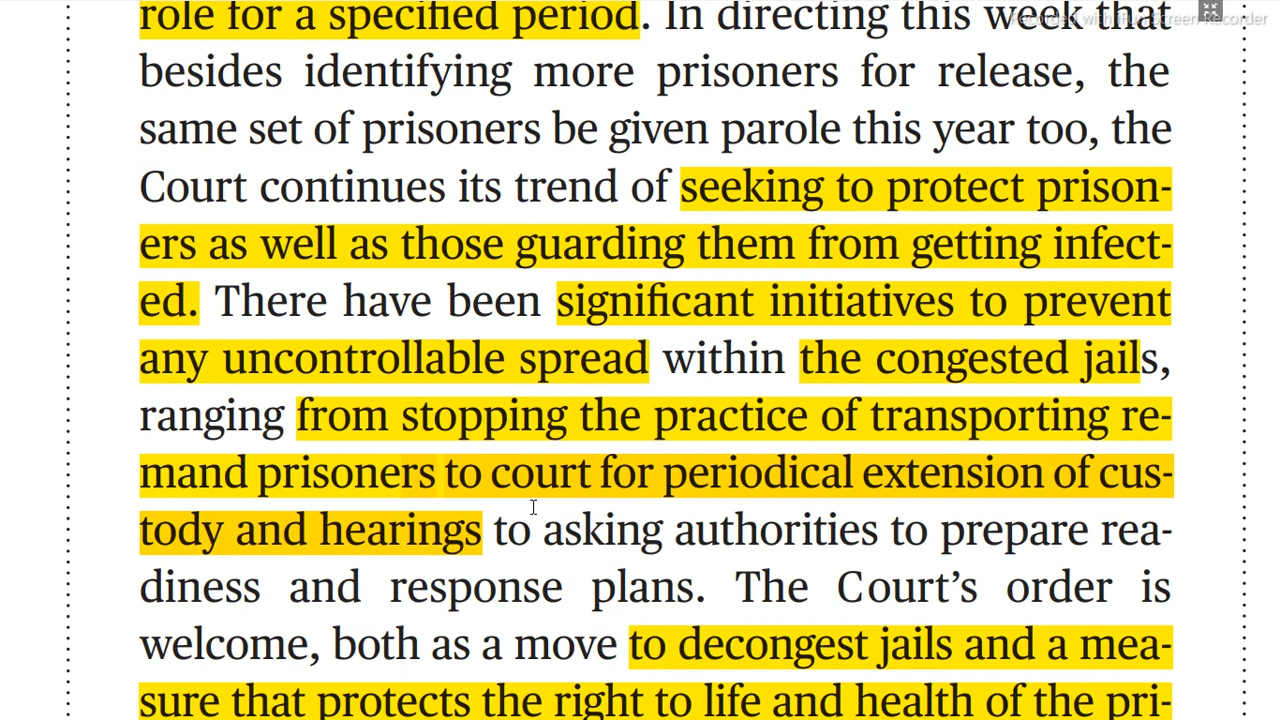 role for a specified period. In directing this week that
Recorded with iFun Screen Recorder
besides identifying more prisoners for release, the
same set of prisoners be given parole this year too, the
Court continues its trend of seeking to protect prison-
ers as well as those guarding them from getting infect-
ed. There have been significant initiatives to prevent
any uncontrollable spread within the congested jails,
ranging from stopping the practice of transporting re-
mand prisoners to court for periodical extension of cus-
tody and hearings to asking authorities to prepare rea-
diness and response plans. The Court’s order is
welcome, both as a move to decongest jails and a mea-
sure that protects the right to life and health of the pri-